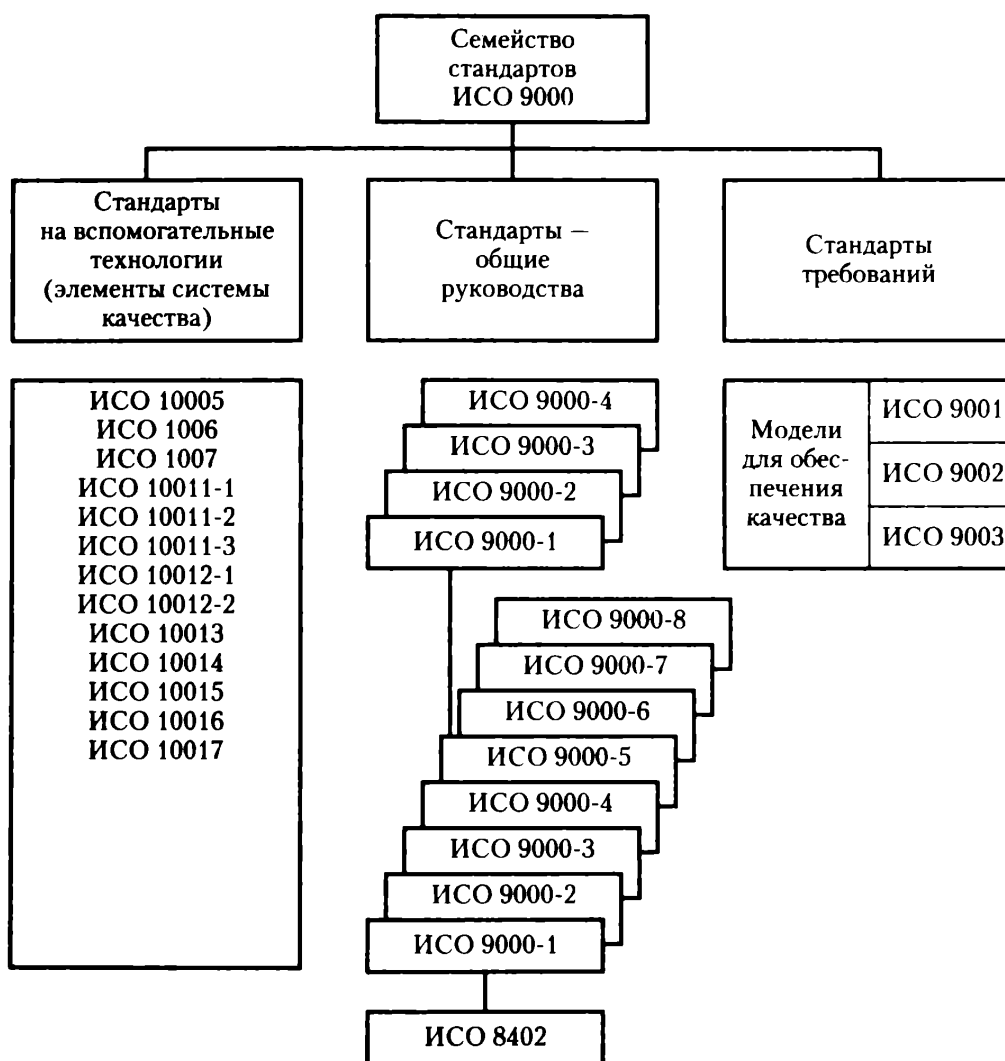 Семейство
стандартов
ИСО 9000
Стандарты
на вспомогательные
технологии
(элементы системы
качества)
Стандарты —
общие
руководства
Стандарты
требований
ИСО 10005
ИСО 1006
ИСО 1007
ИСО 10011-1
ИСО 10011-2
ИСО 10011-3
ИСО 10012-1
ИСО 10012-2
ИСО 10013
ИСО 10014
ИСО 10015
ИСО 10016
ИСО 10017
ИСО 9000-4
ИСО 9000-3
ИСО 9000-2
ИСО 9000-1
ИСО 9000-8
ИСО 9000-7
ИСО 9000-6
ИСО 9000-5
ИСО 9000-4
ИСО 9000-3
ИСО 9000-2
ИСО 9000-1
ИСО 8402
Модели
для обес-
печения
качества
ИСО 9001
ИСО 9002
ИСО 9003